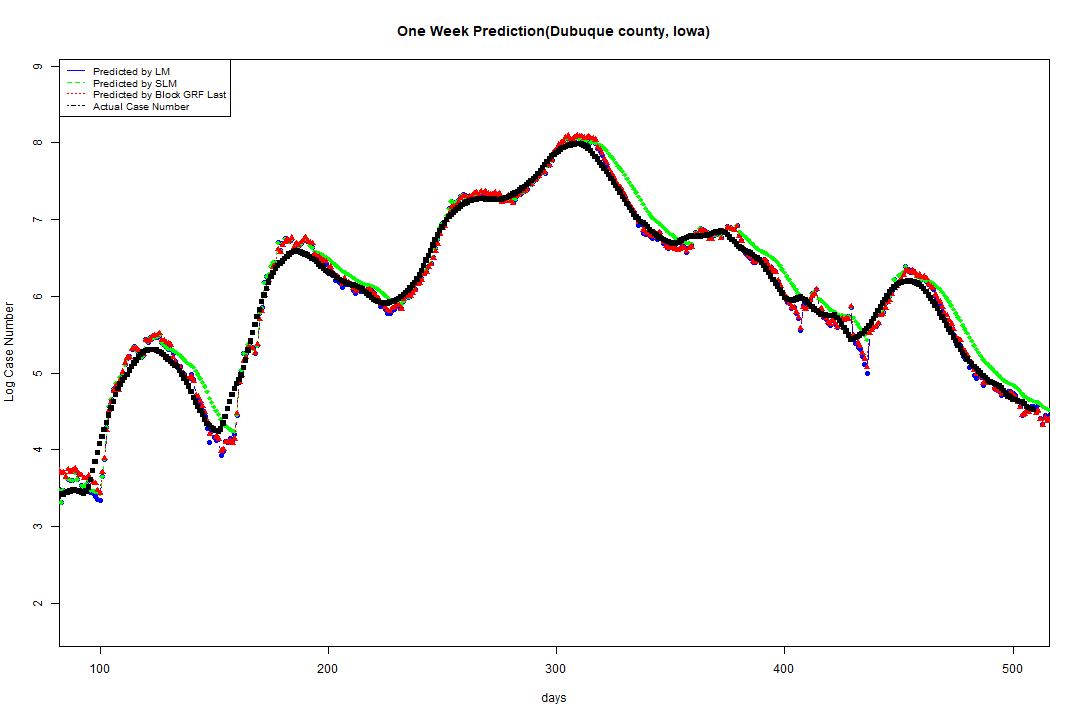 One Week Prediction(Dubuque county, Iowa)
Predicted by LM
Predicted by SLM
Predicted by Block GRF Last
Actual Case Number
9
8
7
6
5
4
3
2
Log Case Number
100 200 300 400 500
days